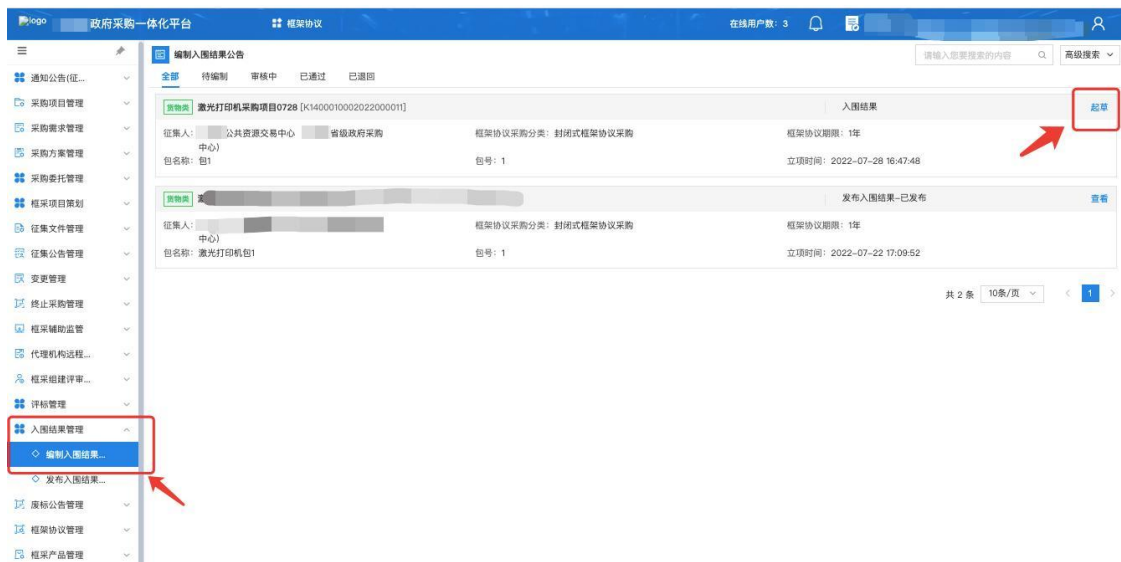 logo 政府采购一体化平台 框架协议 在线用户数：3
编制入围结果公告 请输入您要搜索的内容 高级搜索
全部 待编制 审核中 已通过 已退回
货物类 激光打印机采购项目0728 [K1400010002022000011] 入围结果 起草
征集人： 公共资源交易中心 省级政府采购 框架协议采购分类：封闭式框架协议采购 框架协议期限：1年
中心)
包名称：包1 包号：1 立项时间：2022-07-28 16:47:48
货物类 发布入围结果-已发布 查看
征集人： 框架协议采购分类：封闭式框架协议采购 框架协议期限：1年
中心)
包名称：激光打印机包1 包号：1 立项时间：2022-07-22 17:09:52
共 2 条 10条/页 < 1 >
通知公告(征...
采购项目管理
采购需求管理
采购方案管理
采购委托管理
框采项目策划
征集文件管理
征集公告管理
变更管理
终止采购管理
框采辅助监管
代理机构远程...
框采组建评审...
评标管理
入围结果管理
编制入围结果...
发布入围结果...
废标公告管理
框架协议管理
框采产品管理